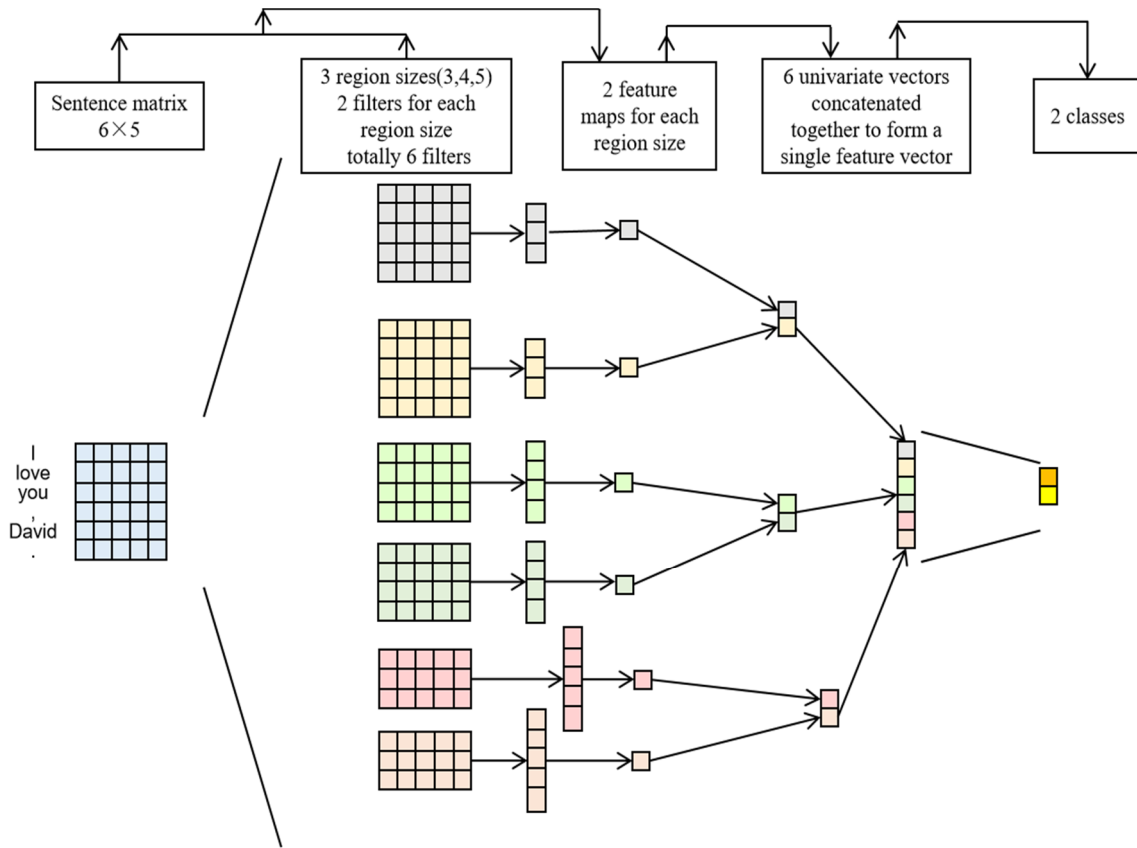 Sentence matrix
6×5
3 region sizes(3,4,5)
2 filters for each
region size
totally 6 filters
2 feature
maps for each
region size
6 univariate vectors
concatenated
together to form a
single feature vector
2 classes
I
love
you
,
David
.